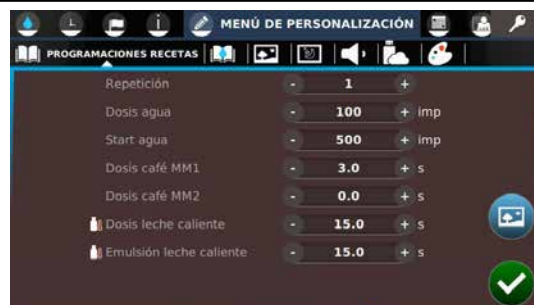 MENÚ DE PERSONALIZACIÓN
PROGRAMACIONES RECETAS
Repetición - 1 +
Dosis agua - 100 + imp
Start agua - 500 + imp
Dosis café MM1 - 3.0 + s
Dosis café MM2 - 0.0 + s
Dosis leche caliente - 15.0 + s
Emulsión leche caliente - 15.0 + s